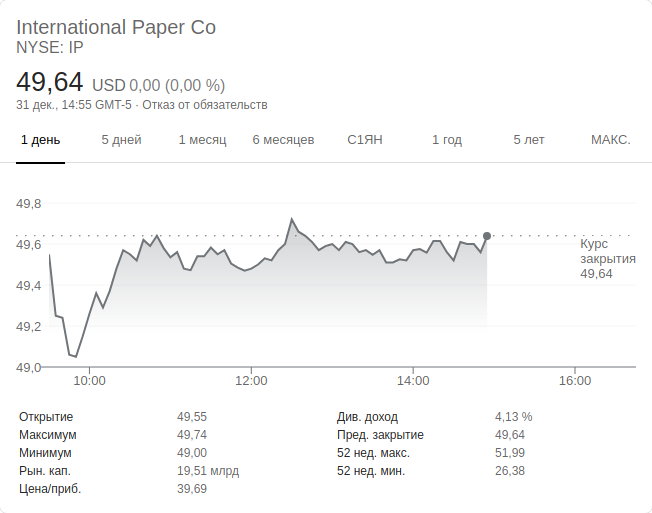 International Paper Co
NYSE: IP
49,64 USD 0,00 (0,00 %)
31 дек., 14:55 GMT-5 · Отказ от обязательств
1 день 5 дней 1 месяц 6 месяцев С1ЯН 1 год 5 лет МАКС.
49,8
49,6
49,4
49,2
49,0
Курс
закрытия
49,64
10:00 12:00 14:00 16:00
Открытие 49,55 Див. доход 4,13 %
Максимум 49,74 Пред. закрытие 49,64
Минимум 49,00 52 нед. макс. 51,99
Рын. кап. 19,51 млрд 52 нед. мин. 26,38
Цена/приб. 39,69